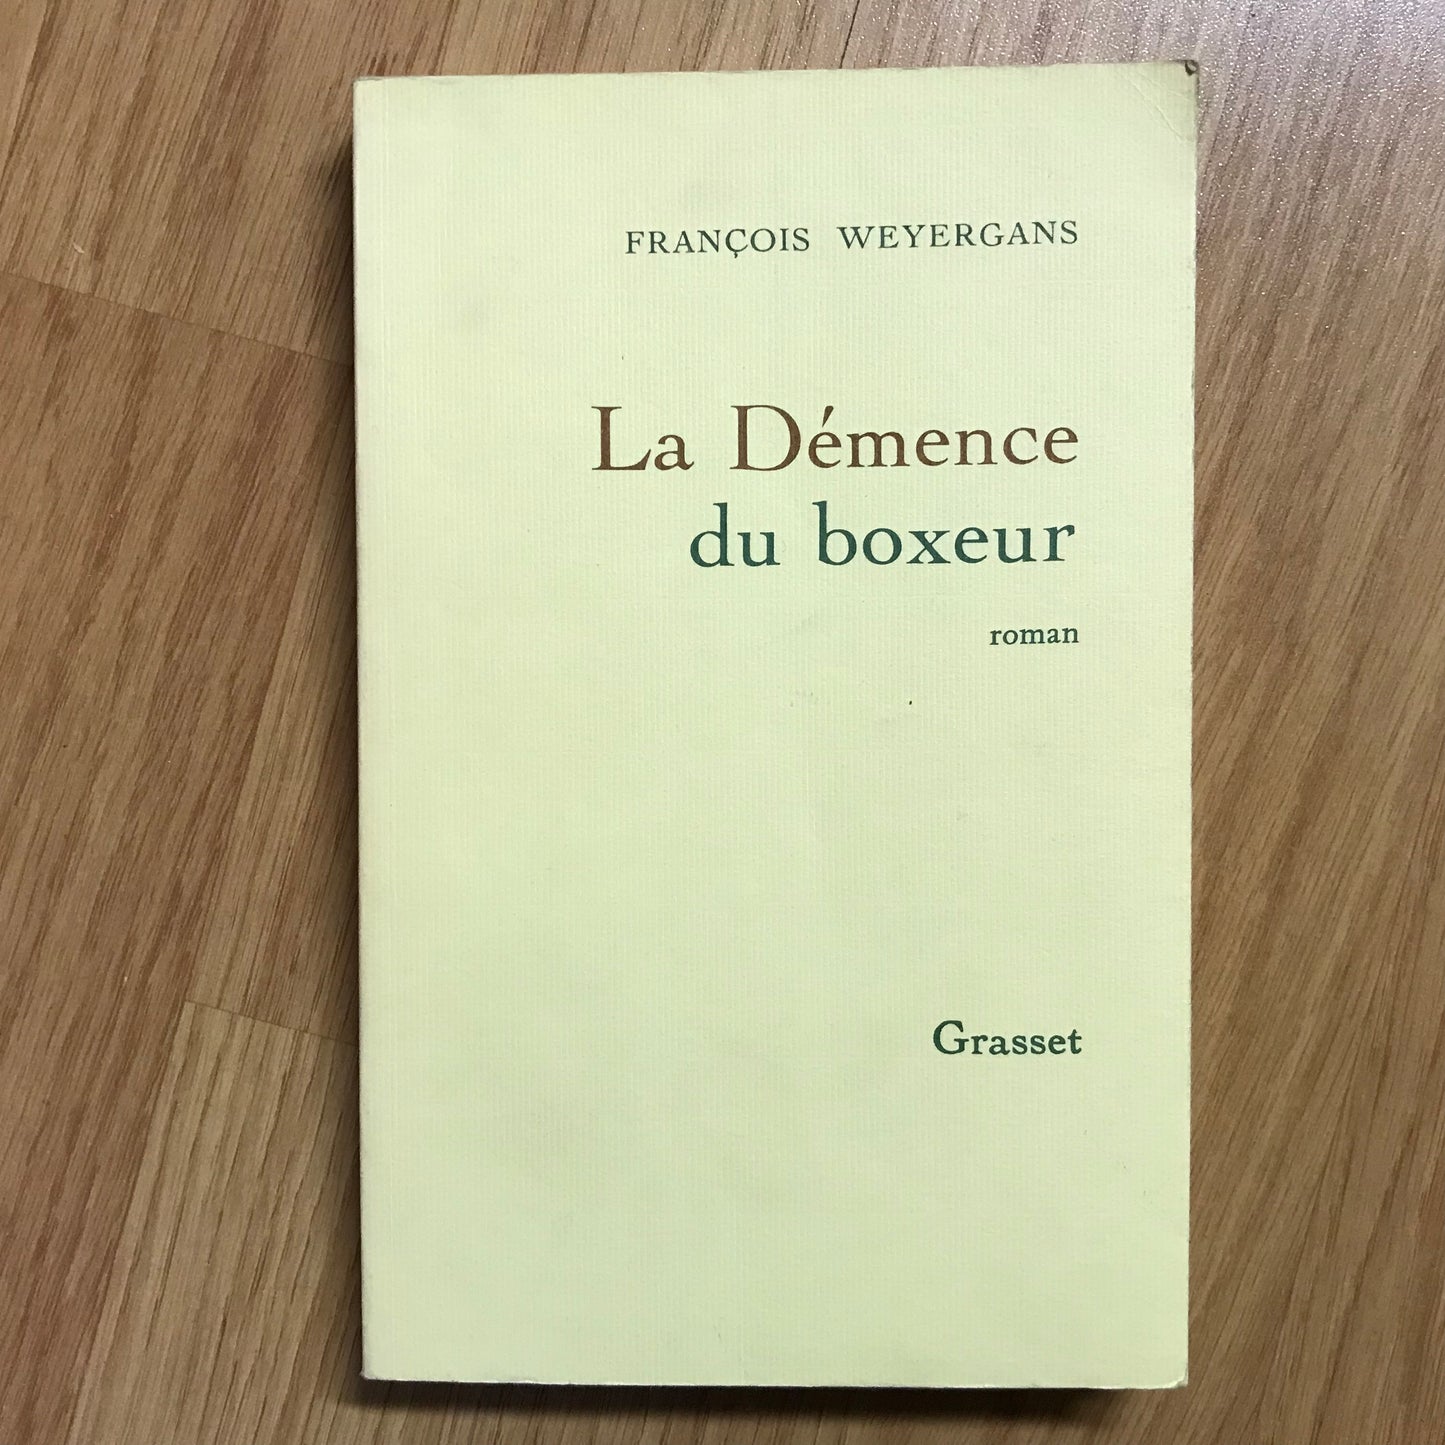 FRANÇOIS WEYERGANS
La Démence
du boxeur
roman
Grasset